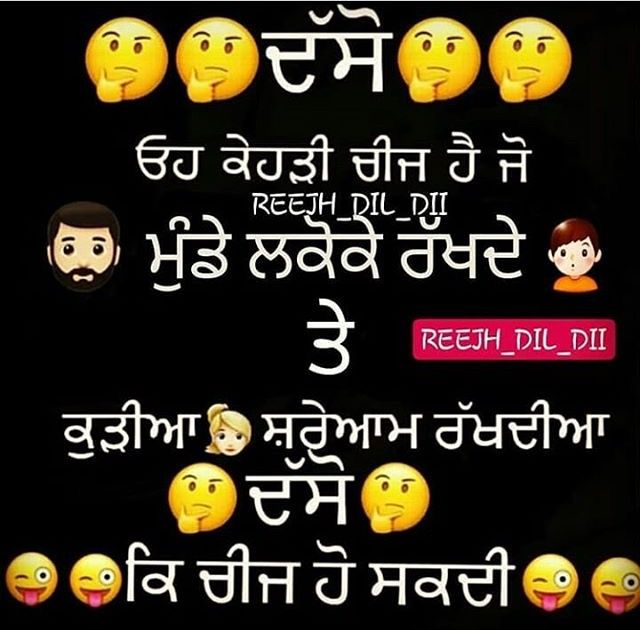 ਦੱਸੋ
ਓਹ ਕੇਹੜੀ ਚੀਜ ਹੈ ਜੋ
REEJH_DIL_DII
ਮੁੰਡੇ ਲਕੋਕੇ ਰੱਖਦੇ
ਤੇ
REEJH_DIL_DII
ਕੁੜੀਆ ਸ਼ਰੇਆਮ ਰੱਖਦੀਆ
ਦੱਸੋ
ਕਿ ਚੀਜ ਹੋ ਸਕਦੀ